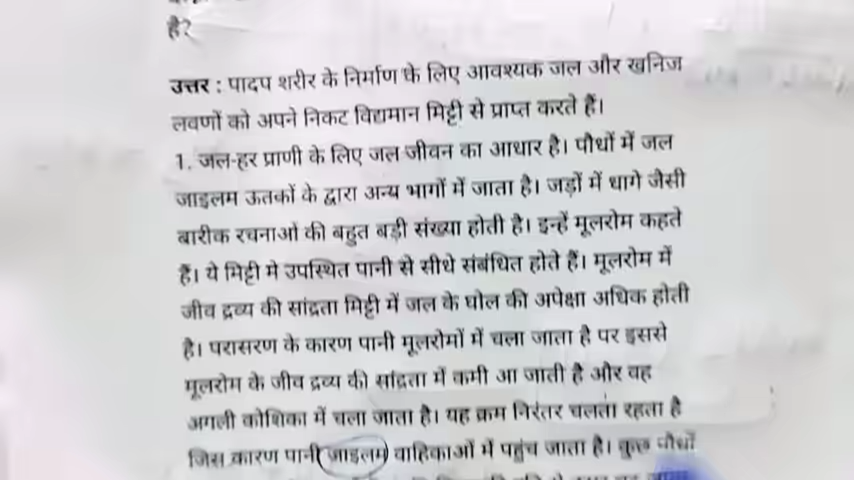 है?
उत्तर : पादप शरीर के निर्माण के लिए आवश्यक जल और खनिज
लवणों को अपने निकट विद्यमान मिट्टी से प्राप्त करते हैं।
1. जल-हर प्राणी के लिए जल जीवन का आधार है। पौधों में जल
जाइलम ऊतकों के द्वारा अन्य भागों में जाता है। जड़ों में धागे जैसी
बारीक रचनाओं की बहुत बड़ी संख्या होती है। इन्हें मूलरोम कहते
हैं। ये मिट्टी मे उपस्थित पानी से सीधे संबंधित होते हैं। मूलरोम में
जीव द्रव्य की सांद्रता मिट्टी में जल के घोल की अपेक्षा अधिक होती
है। परासरण के कारण पानी मूलरोमों में चला जाता है पर इससे
मूलरोम के जीव द्रव्य की सांद्रता में कमी आ जाती है और वह
अगली कोशिका में चला जाता है। यह क्रम निरंतर चलता रहता है
जिस कारण पानी जाइलम वाहिकाओं में पहुंच जाता है। कुछ पौधों